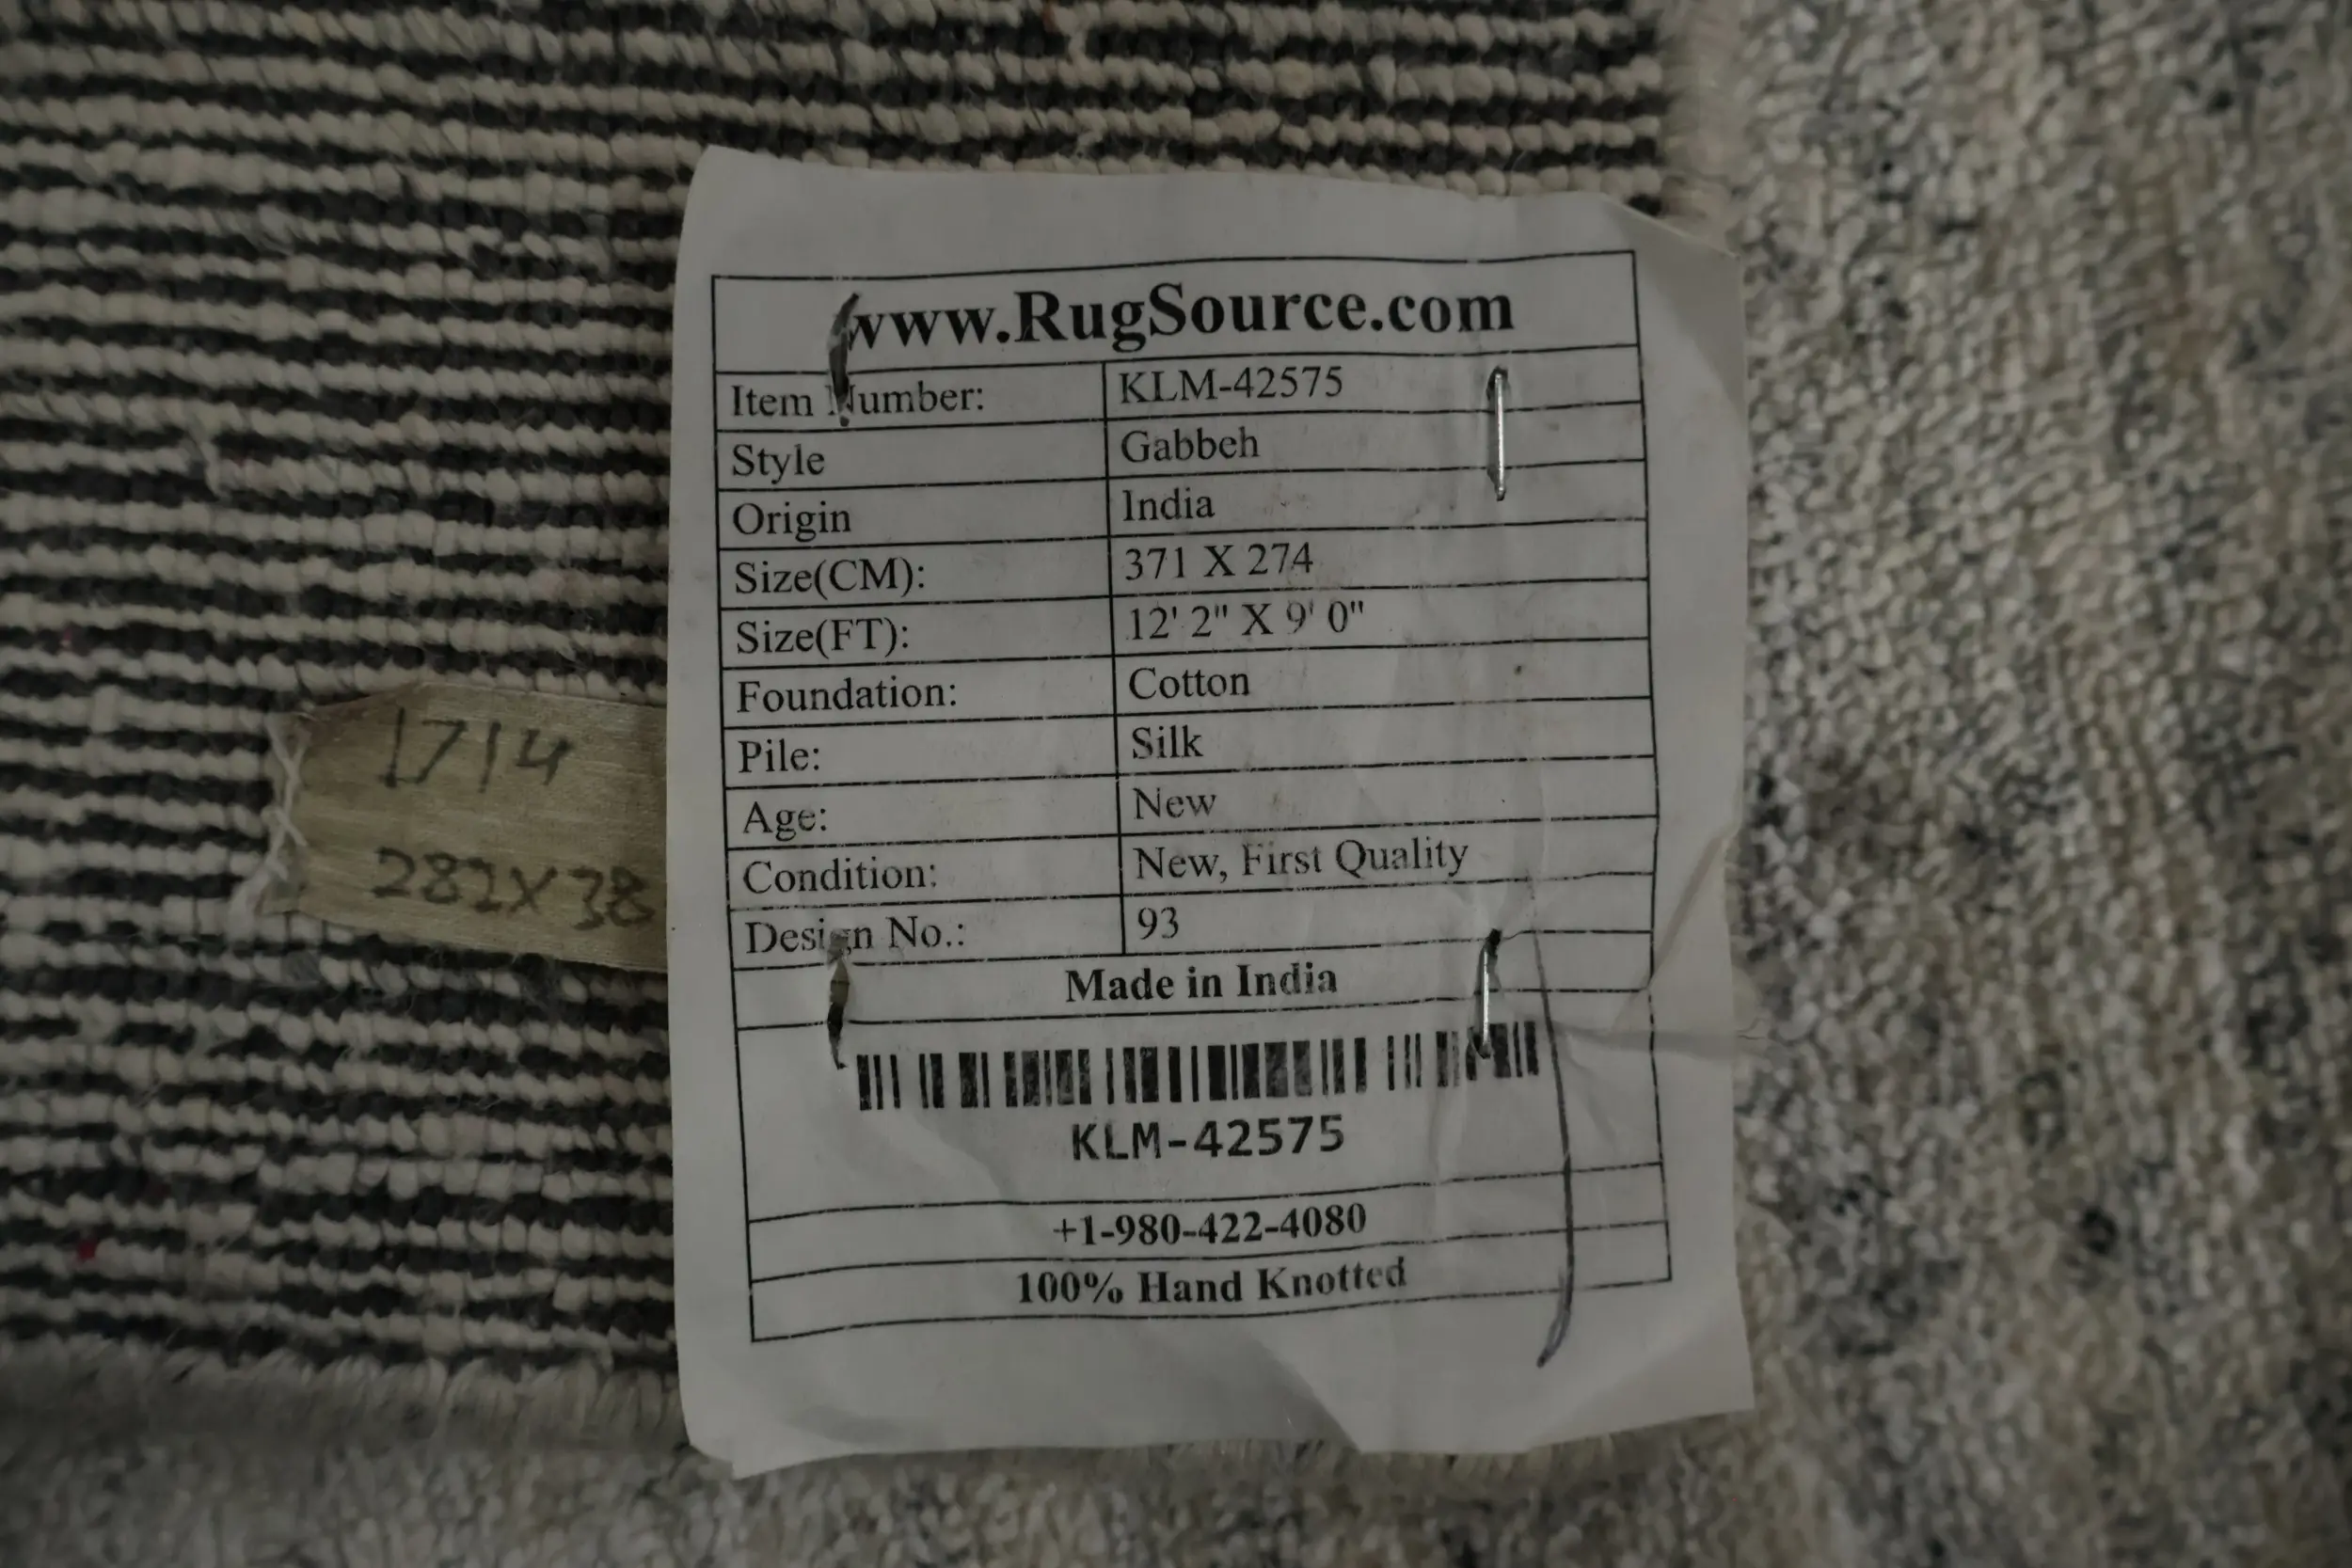 www.RugSource.com
Item Number: KLM-42575
Style Gabbeh
Origin India
Size(CM): 371 X 274
Size(FT): 12' 2" X 9' 0"
Foundation: Cotton
Pile: Silk
Age: New
Condition: New, First Quality
Design No.: 93
Made in India
KLM-42575
+1-980-422-4080
100% Hand Knotted
1714
282X38